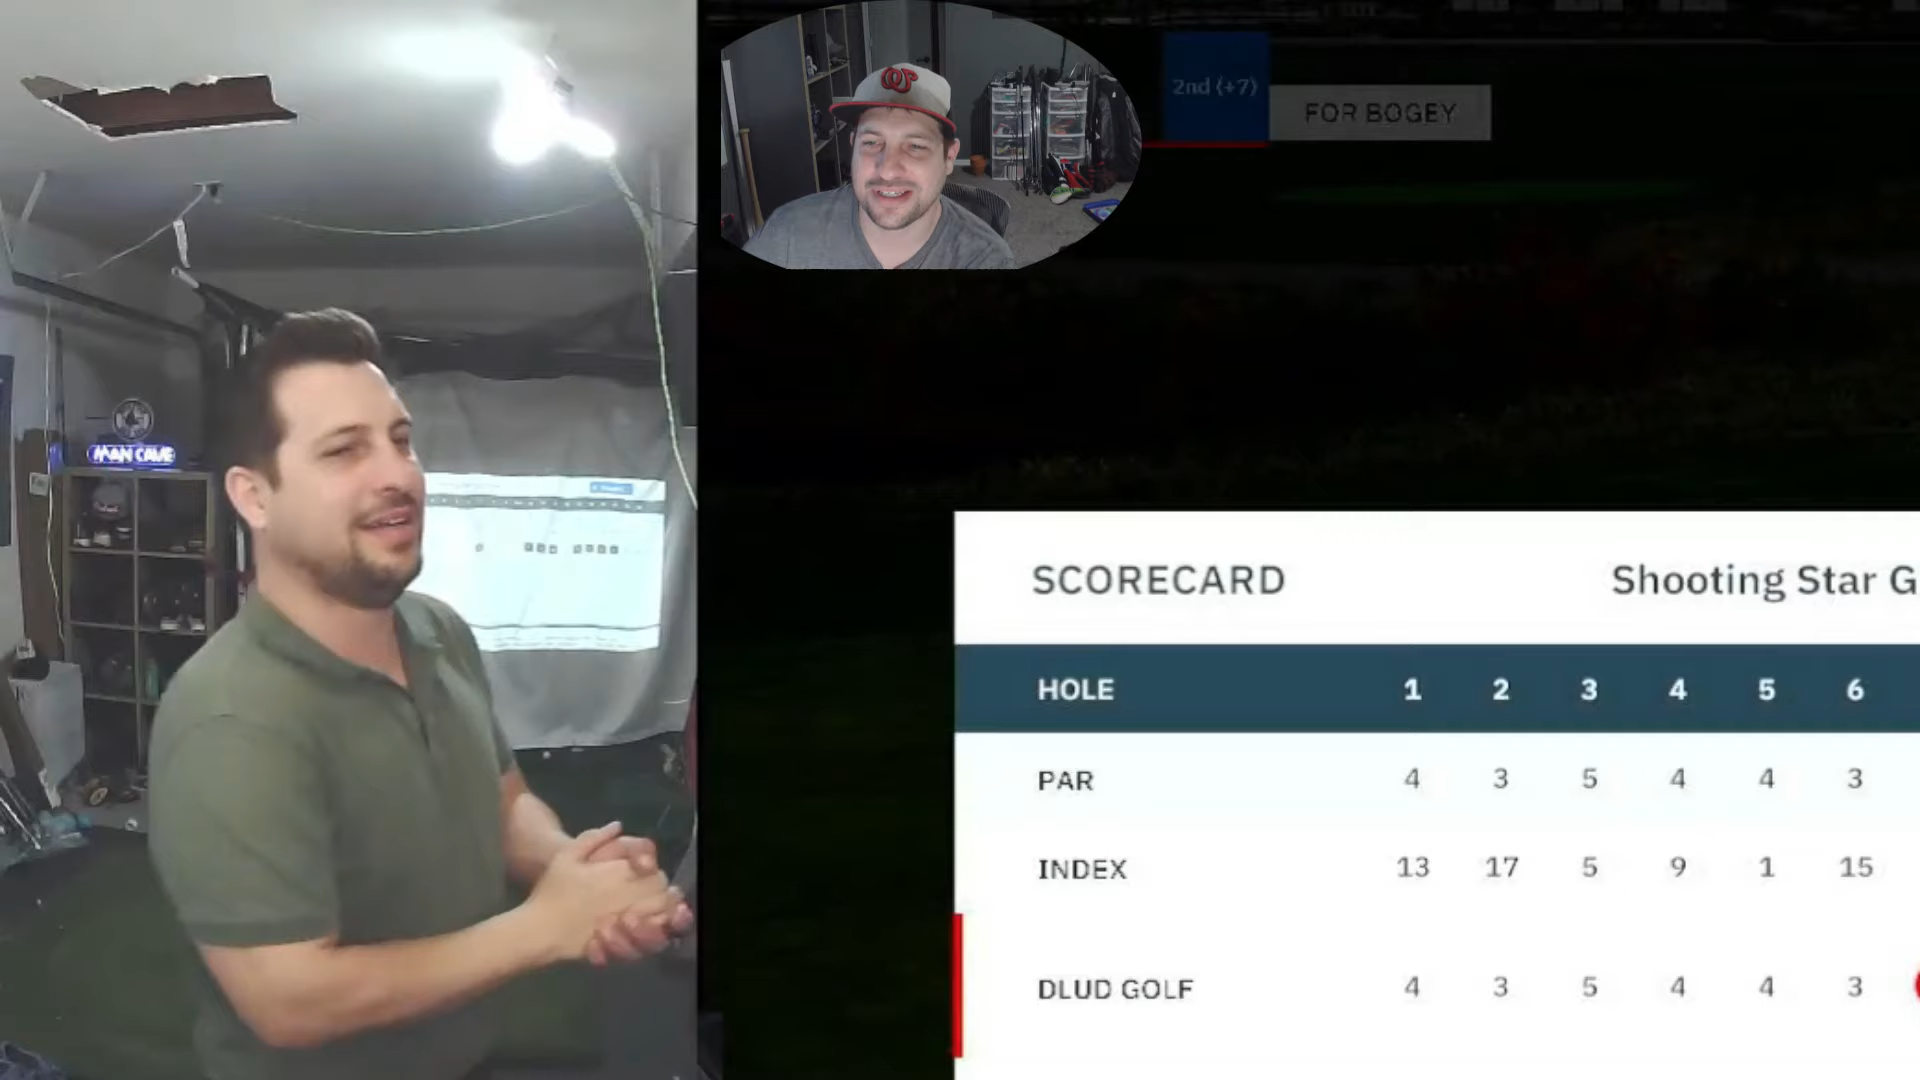 2nd (+7)
FOR BOGEY
MAN CAVE
SCORECARD
Shooting Star G
HOLE 1 2 3 4 5 6
PAR 4 3 5 4 4 3
INDEX 13 17 5 9 1 15
DLUD GOLF 4 3 5 4 4 3